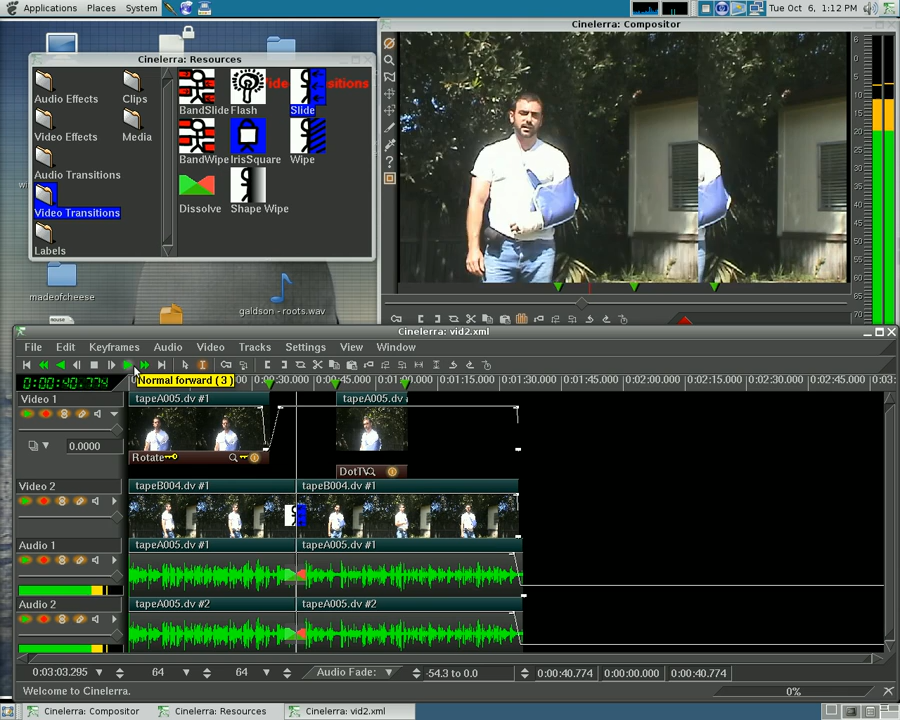 Applications Places System
Tue Oct 6, 1:12 PM
Cinelerra: Compositor
Cinelerra: Resources
Audio Effects
Clips
Video Effects
Media
Audio Transitions
Video Transitions
Labels
BandSlide Flash Slide
BandWipe IrisSquare Wipe
Dissolve Shape Wipe
madeofcheese
galdson - roots.wav
Cinelerra: vid2.xml
File Edit Keyframes Audio Video Tracks Settings View Window
0:00:40.774
Normal forward ( 3 )
0:00:30.000 0:01:00.000 0:01:15.000 0:01:30.000 0:01:45.000 0:02:00.000 0:02:15.000 0:02:30.000 0:02:45.000 0:03:
Video 1
tapeA005.dv #1
tapeA005.dv
0.0000
Rotate
DotTV
Video 2
tapeB004.dv #1
tapeB004.dv #1
Audio 1
tapeA005.dv #1
tapeA005.dv #1
Audio 2
tapeA005.dv #2
tapeA005.dv #2
0:03:03.295 64 64 Audio Fade: -54.3 to 0.0 0:00:40.774 0:00:00.000 0:00:40.774
Welcome to Cinelerra.
0%
Cinelerra: Compositor
Cinelerra: Resources
Cinelerra: vid2.xml